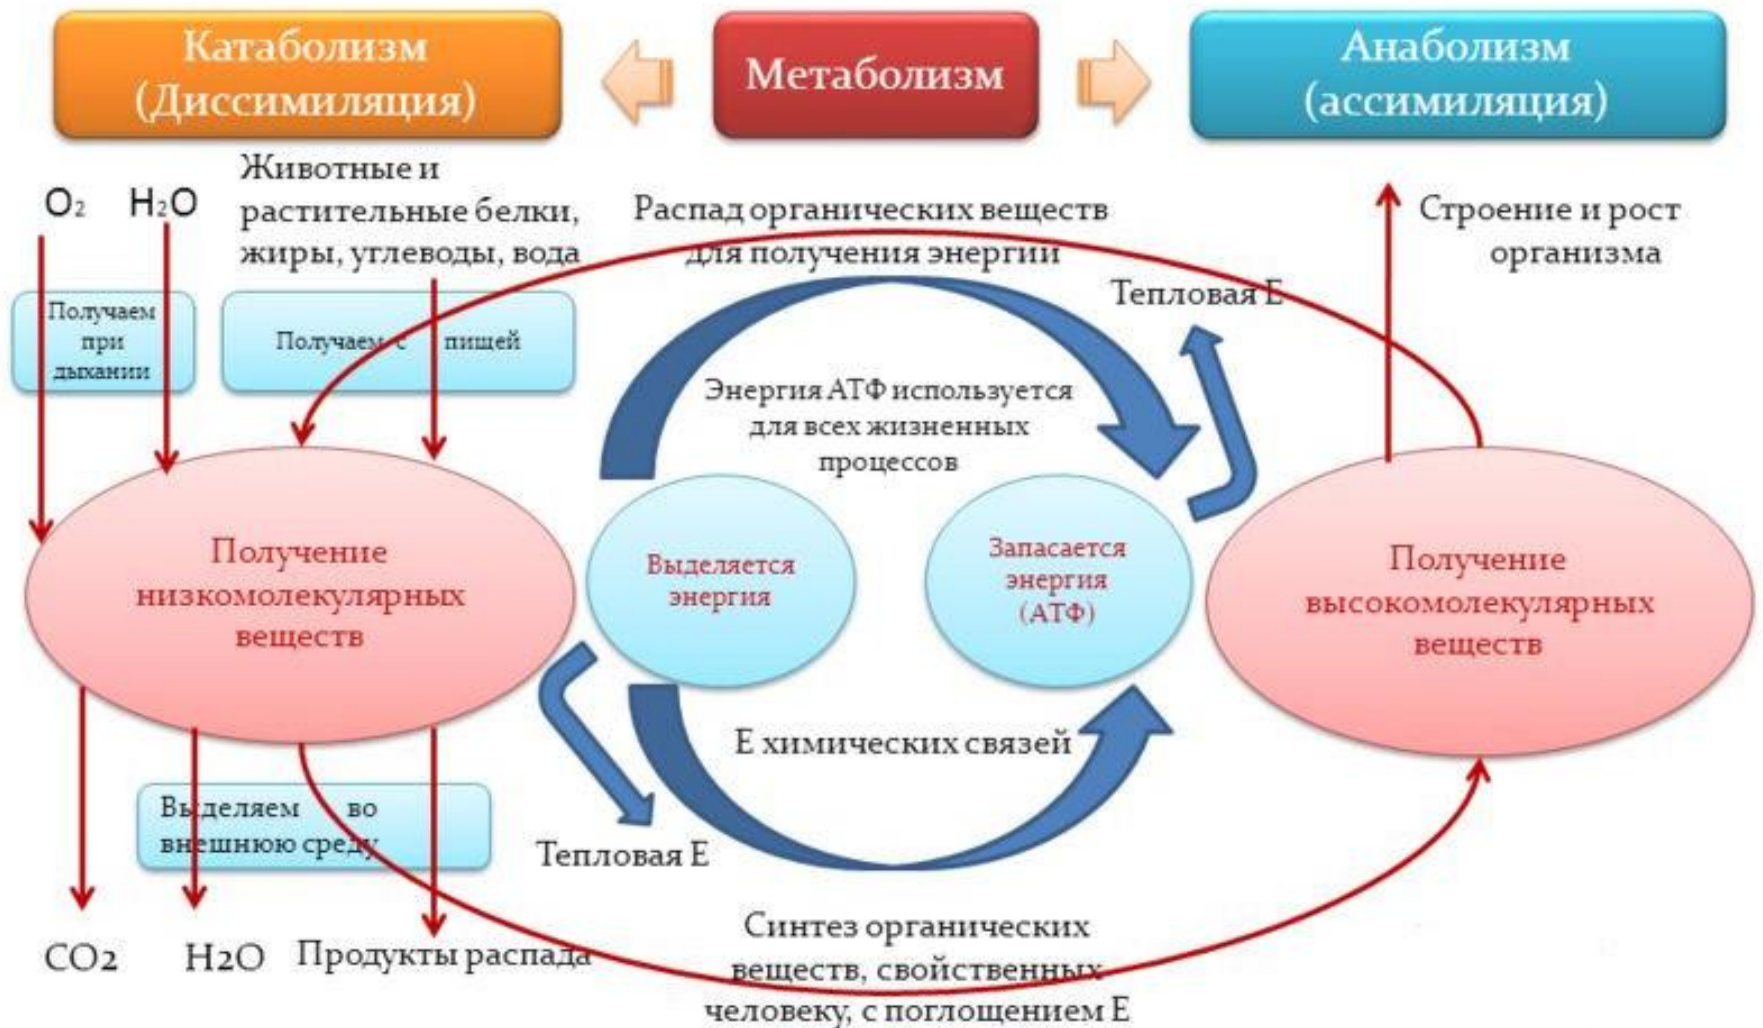 Катаболизм
(Диссимиляция)
Метаболизм
Анаболизм
(ассимиляция)
O₂
H₂O
Животные и
растительные белки,
жиры, углеводы, вода
Распад органических веществ
для получения энергии
Строение и рост
организма
Тепловая Е
Получаем
при
дыхании
Получаем с пищей
Энергия АТФ используется
для всех жизненных
процессов
Получение
низкомолекулярных
веществ
Выделяется
энергия
Запасается
энергия
(АТФ)
Получение
высокомолекулярных
веществ
Е химических связей
Выделяем во
внешнюю среду
Тепловая Е
CO2
H2O
Продукты распада
Синтез органических
веществ, свойственных
человеку, с поглощением Е